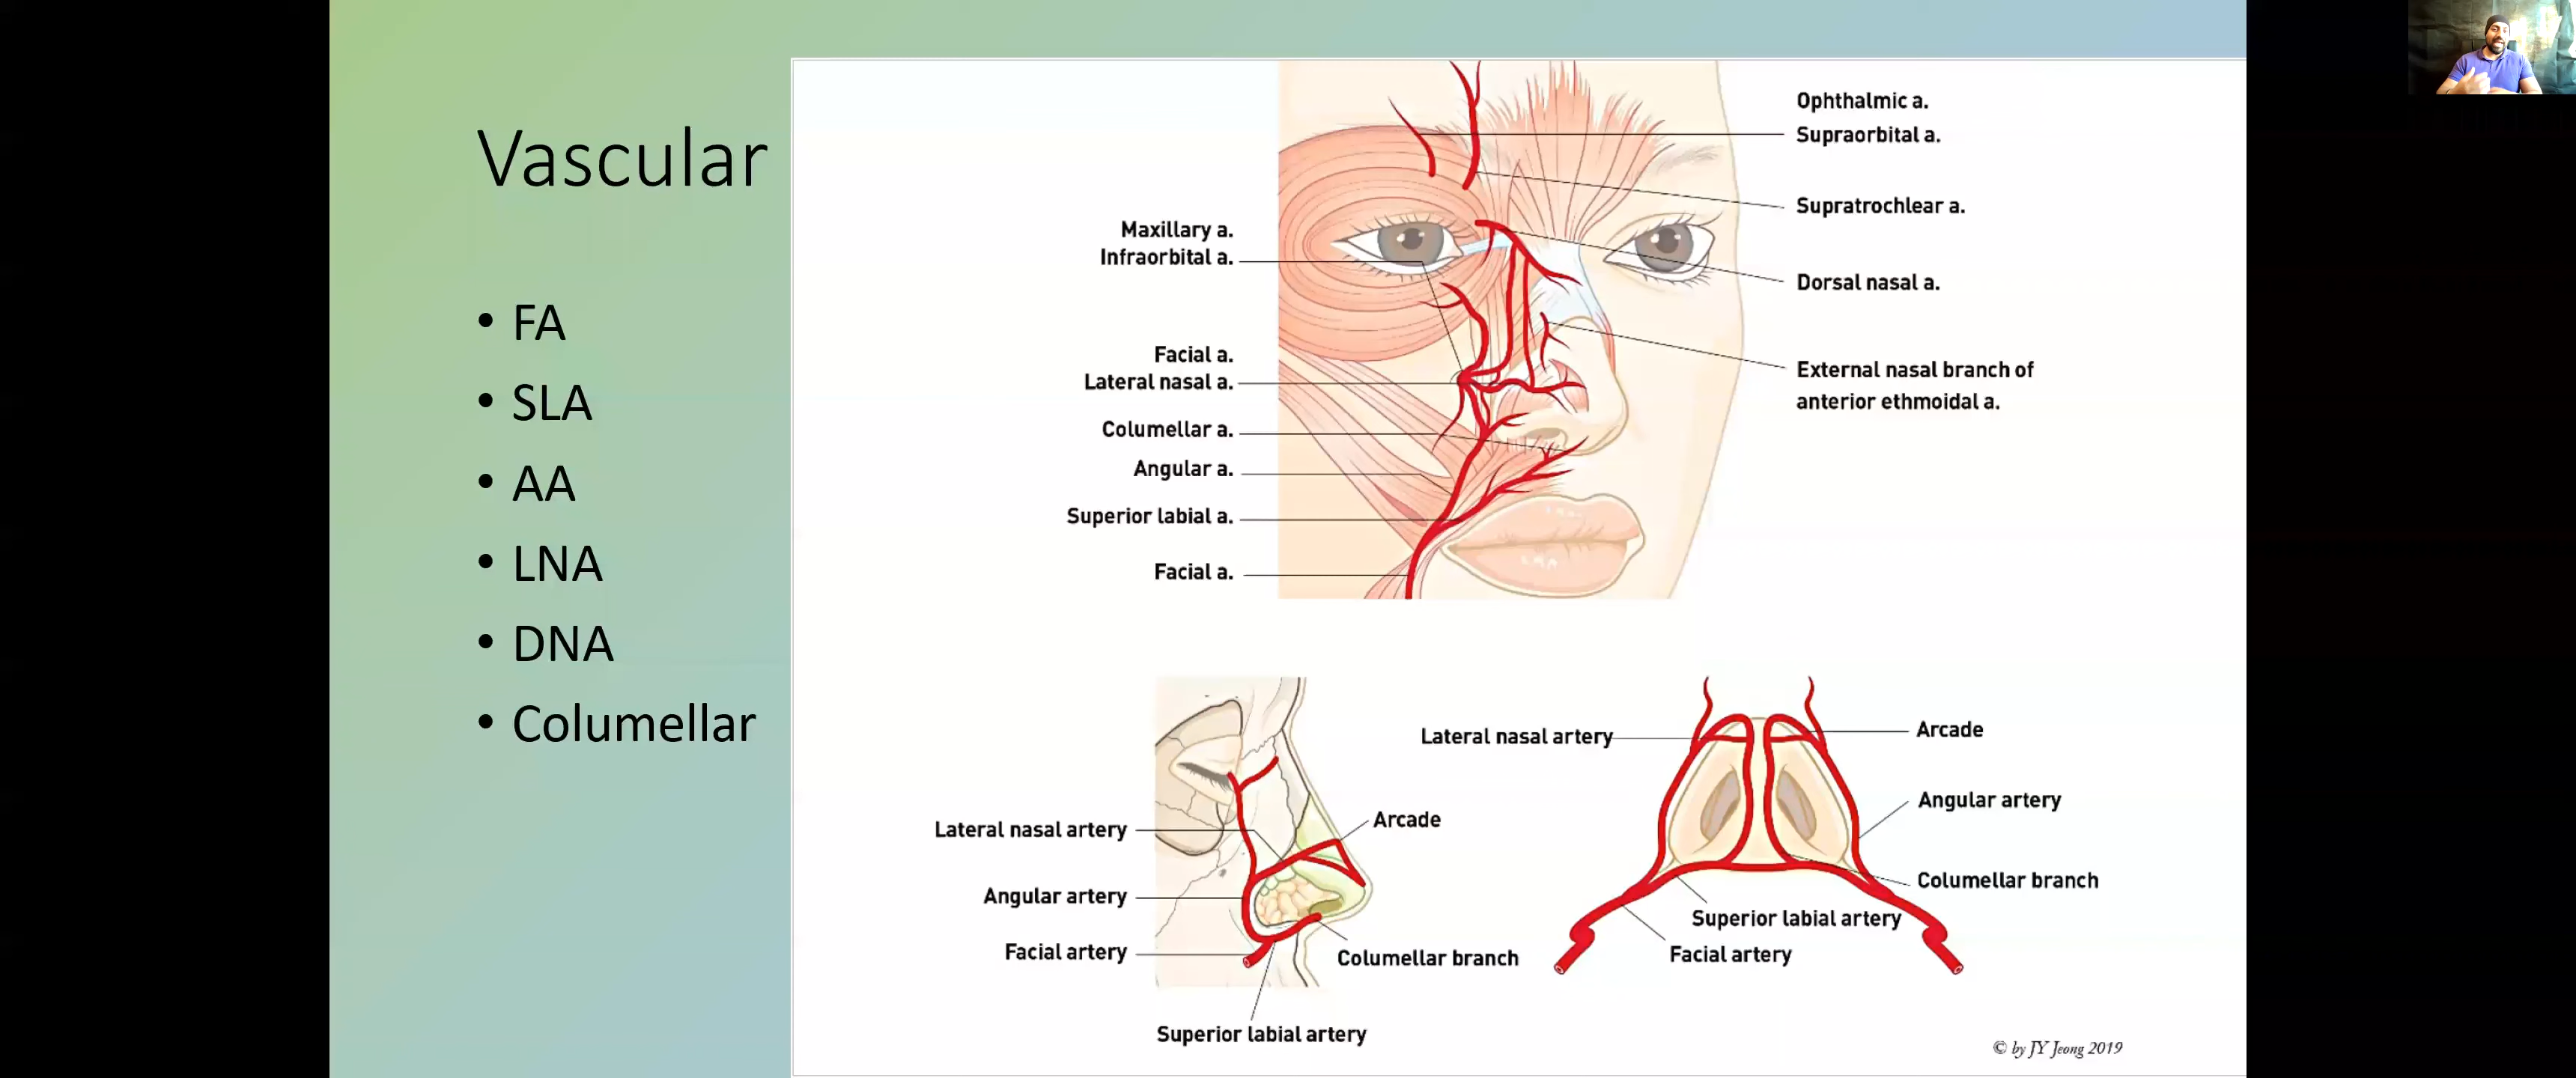 Vascular
• FA
• SLA
• AA
• LNA
• DNA
• Columellar
Maxillary a.
Infraorbital a.
Facial a.
Lateral nasal a.
Columellar a.
Angular a.
Superior labial a.
Facial a.
Ophthalmic a.
Supraorbital a.
Supratrochlear a.
Dorsal nasal a.
External nasal branch of
anterior ethmoidal a.
Lateral nasal artery
Angular artery
Facial artery
Superior labial artery
Arcade
Columellar branch
Lateral nasal artery
Arcade
Angular artery
Columellar branch
Superior labial artery
Facial artery
© by JY Jeong 2019